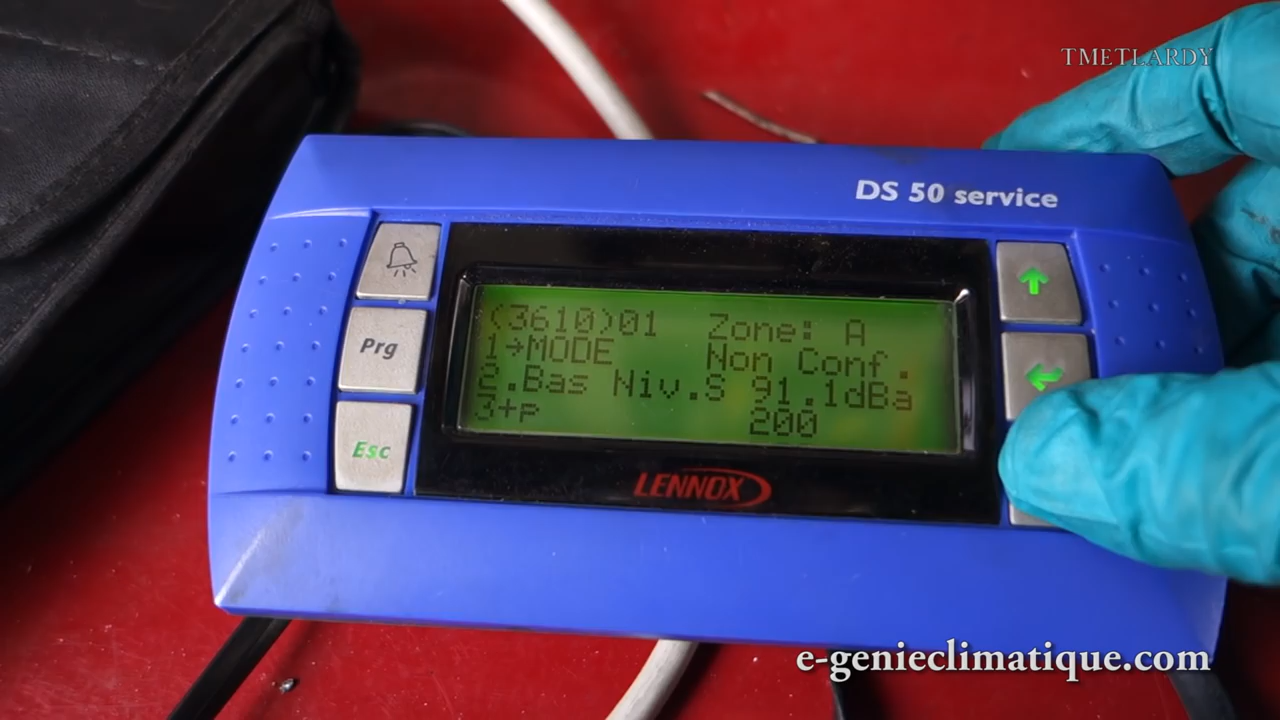 TMETLARDY
DS 50 service
(3610)01 Zone: A
1→MODE Non Conf.
2.Bas Niv.S 91.1dBa
3+p 200
Prg
Esc
LENNOX
e-genieclimatique.com